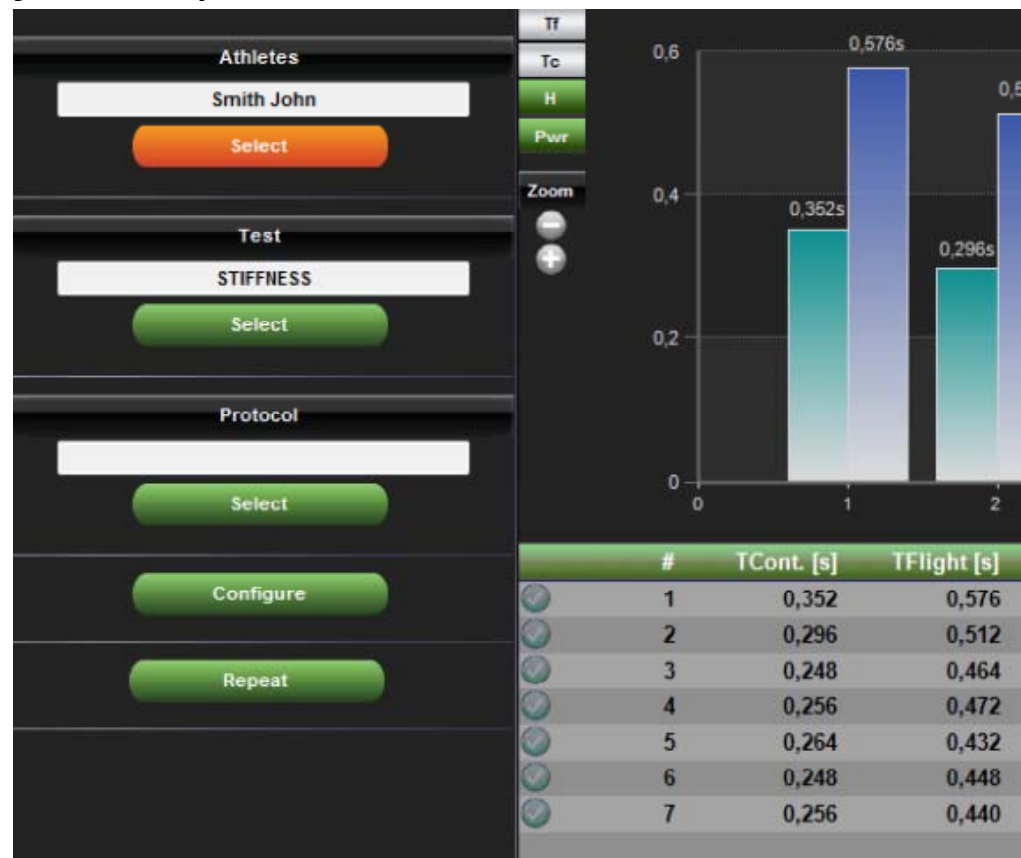 Athletes
Smith John
Select
Test
STIFFNESS
Select
Protocol
Select
Configure
Repeat
Tf
Tc
H
Pwr
Zoom
0,6
0,4
0,2
0
0,352s
0,576s
0,296s
0
1
2
# TCont. [s] TFlight [s]
1 0,352 0,576
2 0,296 0,512
3 0,248 0,464
4 0,256 0,472
5 0,264 0,432
6 0,248 0,448
7 0,256 0,440